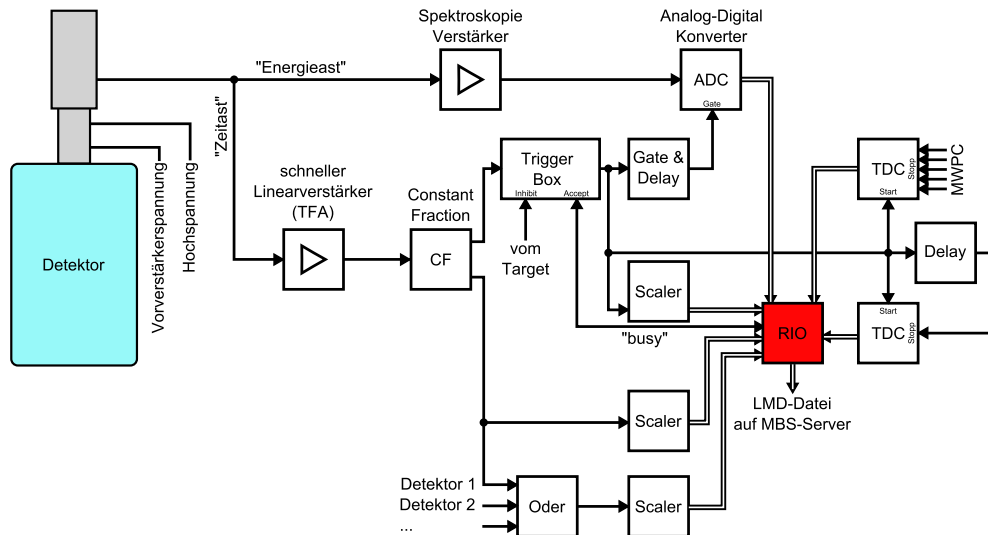 Spektroskopie
Verstärker
Analog-Digital
Konverter
"Energieast"
ADC
Gate
"Zeitast"
Vorverstärkerspannung
Hochspannung
Detektor
schneller
Linearverstärker
(TFA)
Constant
Fraction
CF
Trigger
Box
Inhibit
Accept
vom
Target
Gate &
Delay
TDC
Stopp
Start
MWPC
Delay
Scaler
"busy"
RIO
Start
TDC
Stopp
LMD-Datei
auf MBS-Server
Scaler
Detektor 1
Detektor 2
...
Oder
Scaler